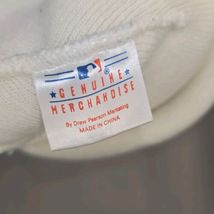 GENUINE
MERCHANDISE
By Drew Pearson Marketing
MADE IN CHINA